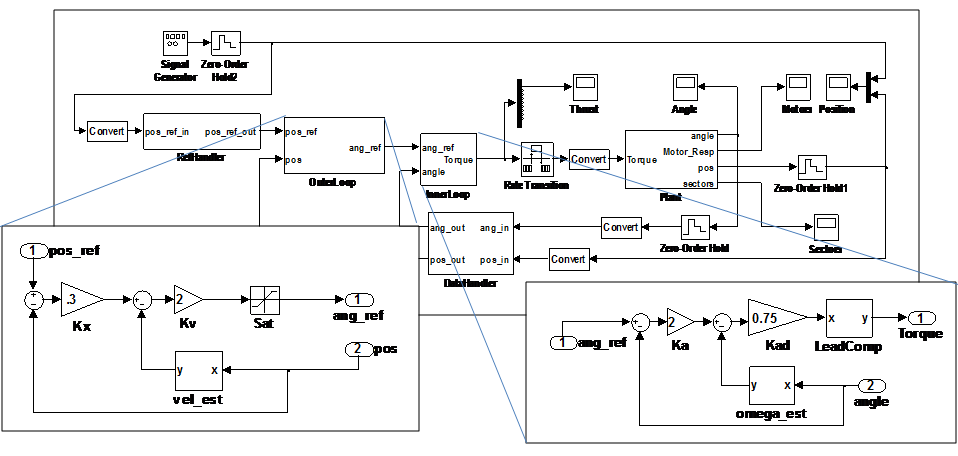 Signal
Generator
Zero-Order
Hold2
Convert
pos_ref_in pos_ref_out
RefHandler
pos_ref
pos
ang_ref
OuterLoop
ang_ref
angle
Torque
InnerLoop
Thrust
Rate Transition
Convert
Angle
Motors
Position
Torque
angle
Motor_Resp
pos
sectors
Plant
Zero-Order Hold1
Sectors
ang_out ang_in
pos_out pos_in
DataHandler
Convert
Zero-Order Hold
Convert
1
pos_ref
.3
Kx
2
Kv
Sat
1
ang_ref
2
pos
y x
vel_est
1
ang_ref
2
Ka
0.75
Kad
x y
LeadComp
1
Torque
y x
omega_est
2
angle